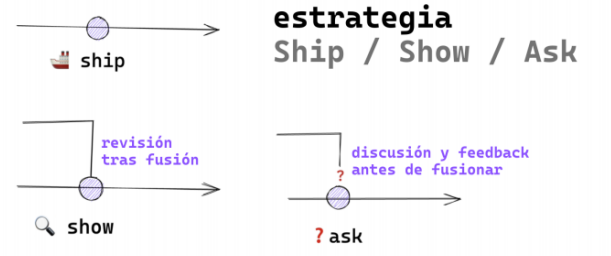 estrategia
Ship / Show / Ask
🚢 ship
revisión
tras fusión
🔍 show
discusión y feedback
? antes de fusionar
❓ ask